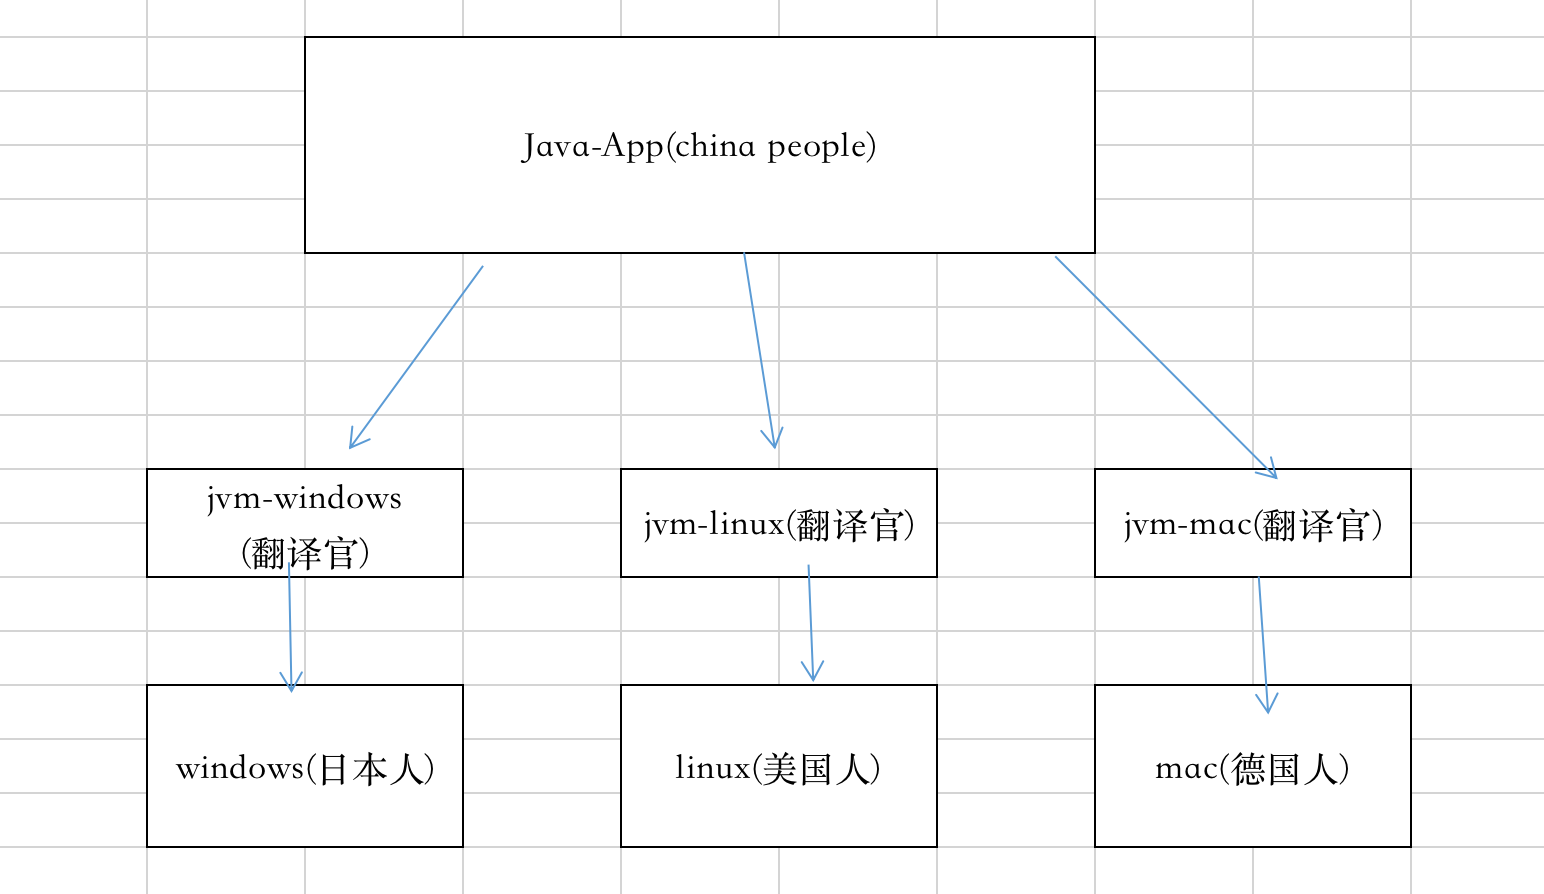 Java-App(china people)
jvm-windows
(翻译官)
jvm-linux(翻译官)
jvm-mac(翻译官)
windows(日本人)
linux(美国人)
mac(德国人)